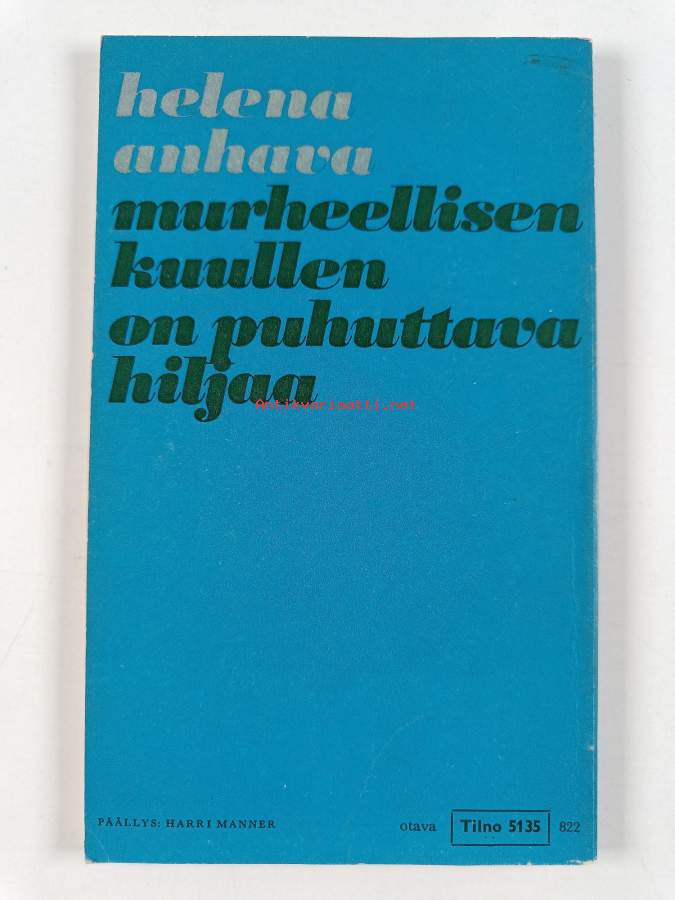 helena
anhava
murheellisen
kuullen
on puhuttava
hiljaa
Antikvariaatti.net
PÄÄLLYS: HARRI MANNER
otava Tilno 5135 822